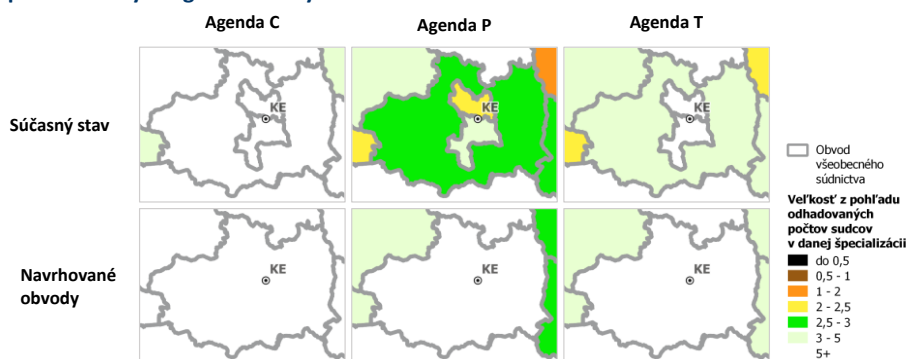 Agenda C
Agenda P
Agenda T
Súčasný stav
KE
KE
KE
Navrhované
obvody
KE
KE
KE
Obvod
všeobecného
súdnictva
Veľkosť z pohľadu
odhadovaných
počtov sudcov
v danej špecializácii
do 0,5
0,5 - 1
1 - 2
2 - 2,5
2,5 - 3
3 - 5
5+